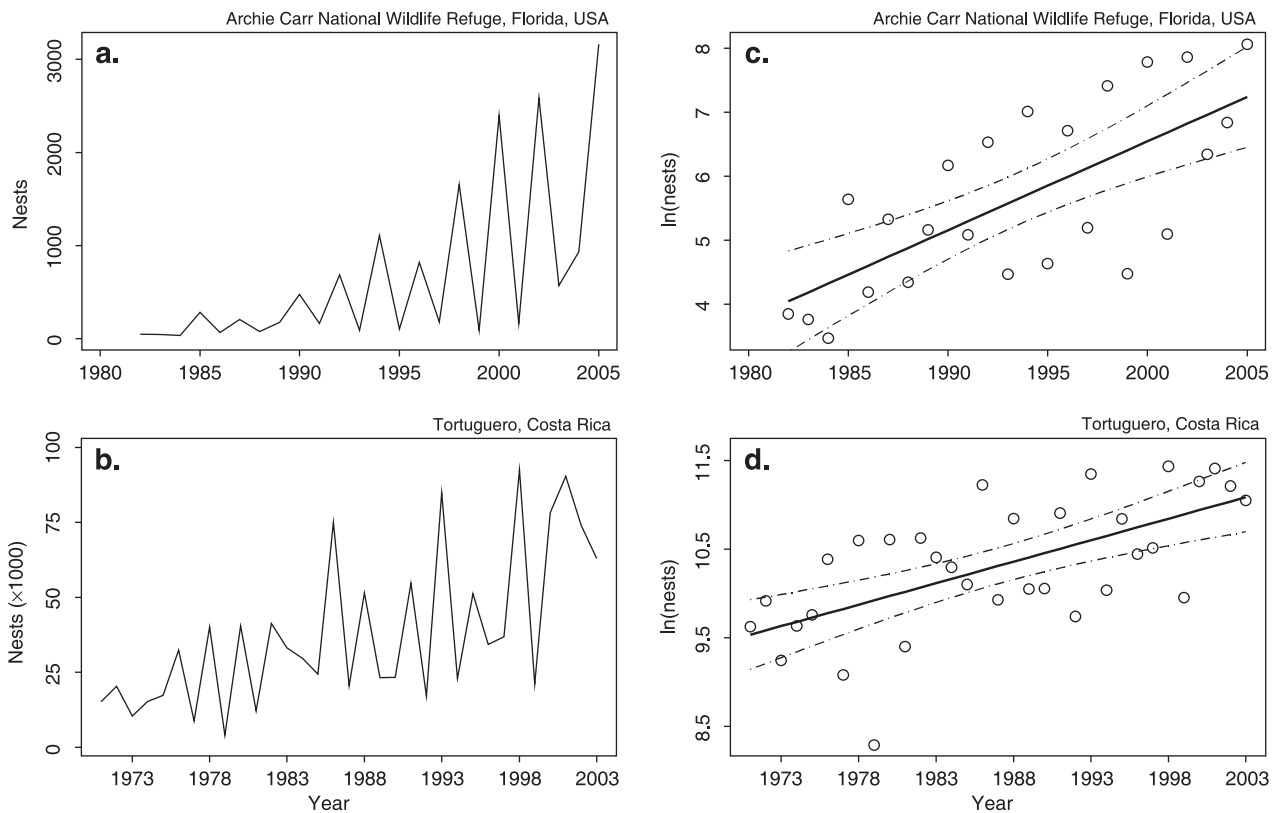 Archie Carr National Wildlife Refuge, Florida, USA
a.
Nests
3000
2000
1000
0
1980 1985 1990 1995 2000 2005
Archie Carr National Wildlife Refuge, Florida, USA
c.
ln(nests)
8
7
6
5
4
1980 1985 1990 1995 2000 2005
Tortuguero, Costa Rica
b.
Nests (×1000)
100
75
50
25
0
1973 1978 1983 1988 1993 1998 2003
Year
Tortuguero, Costa Rica
d.
ln(nests)
11.5
10.5
9.5
8.5
1973 1978 1983 1988 1993 1998 2003
Year